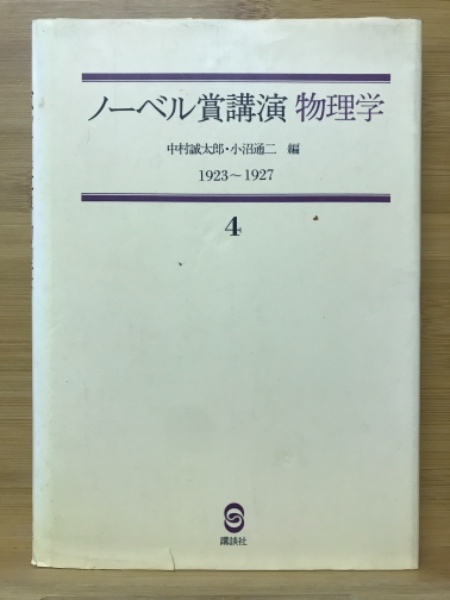 ノーベル賞講演 物理学
中村誠太郎・小沼通二 編
1923～1927
4
講談社